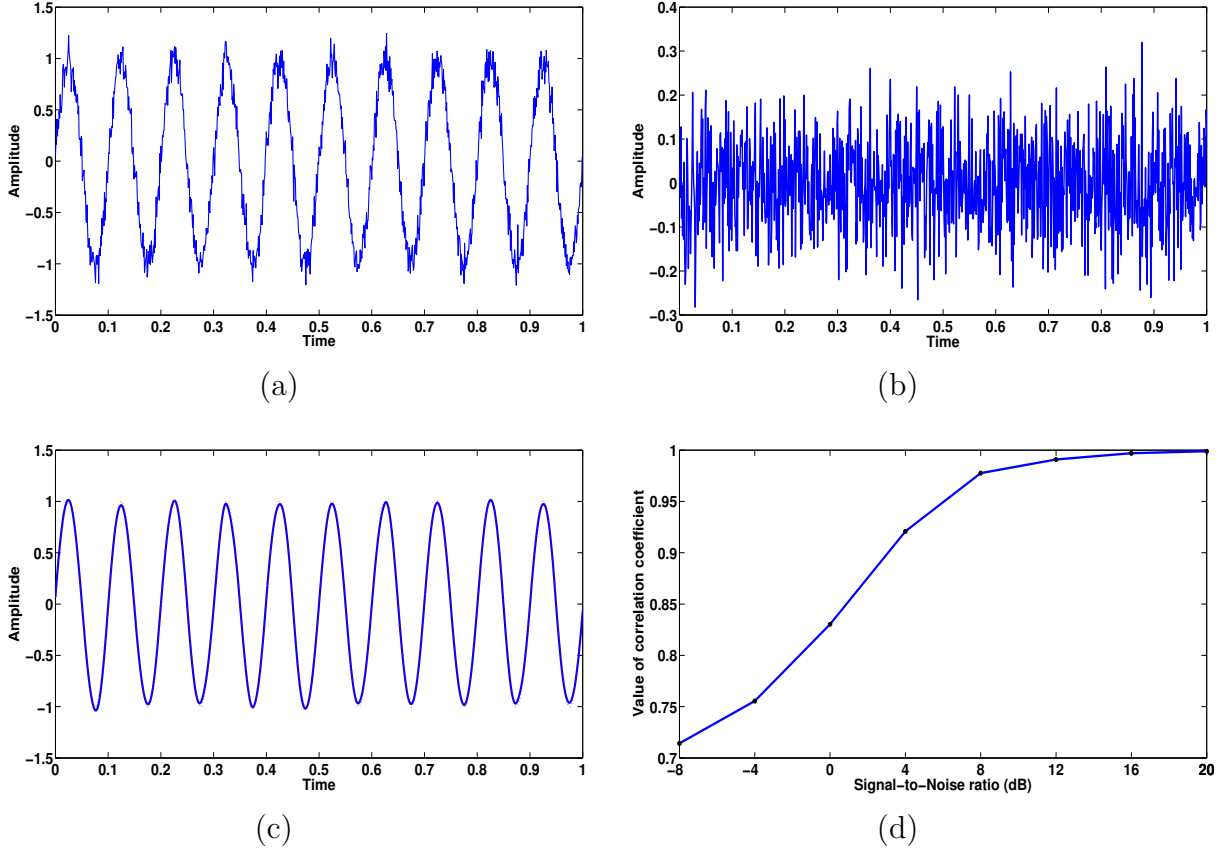 1.5
1
0.5
0
−0.5
−1
−1.5
Amplitude
0 0.1 0.2 0.3 0.4 0.5 0.6 0.7 0.8 0.9 1
Time
(a)
0.4
0.3
0.2
0.1
0
−0.1
−0.2
−0.3
Amplitude
0 0.1 0.2 0.3 0.4 0.5 0.6 0.7 0.8 0.9 1
Time
(b)
1.5
1
0.5
0
−0.5
−1
−1.5
Amplitude
0 0.1 0.2 0.3 0.4 0.5 0.6 0.7 0.8 0.9 1
Time
(c)
1
0.95
0.9
0.85
0.8
0.75
0.7
Value of correlation coefficient
−8 −4 0 4 8 12 16 20
Signal−to−Noise ratio (dB)
(d)